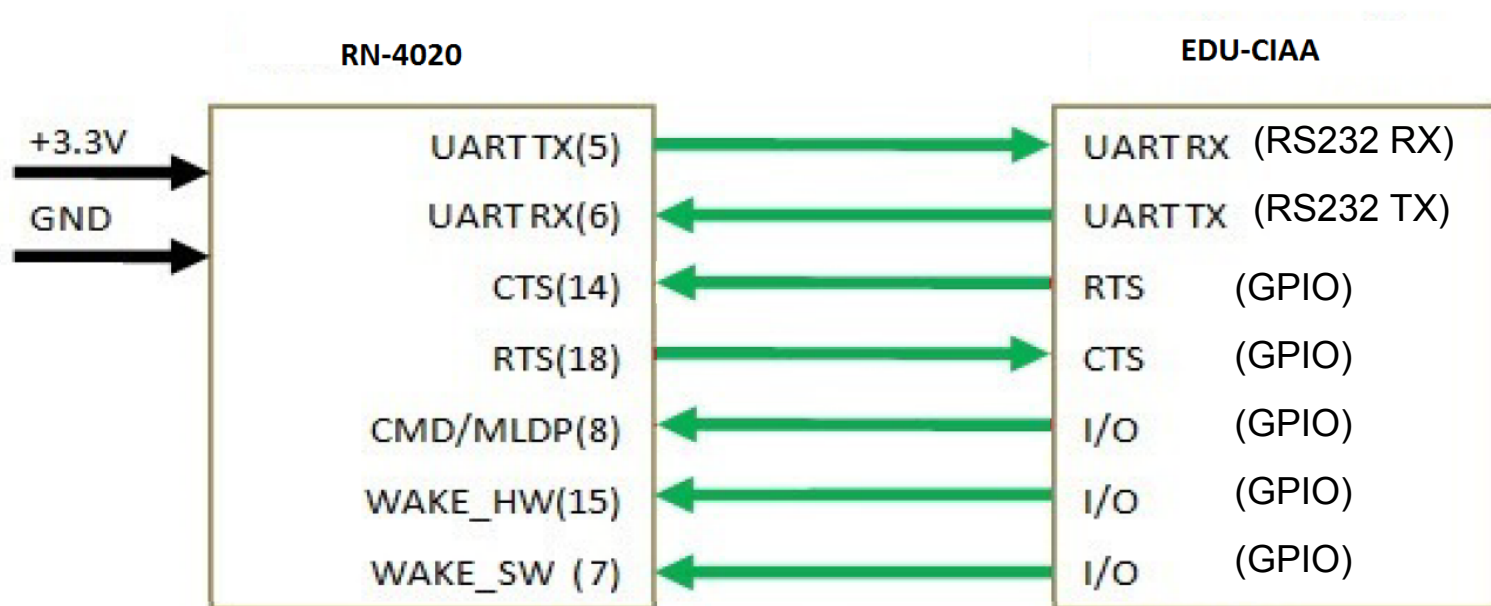 RN-4020 EDU-CIAA
+3.3V UART TX(5) UART RX (RS232 RX)
GND UART RX(6) UART TX (RS232 TX)
CTS(14) RTS (GPIO)
RTS(18) CTS (GPIO)
CMD/MLDP(8) I/O (GPIO)
WAKE_HW(15) I/O (GPIO)
WAKE_SW (7) I/O (GPIO)